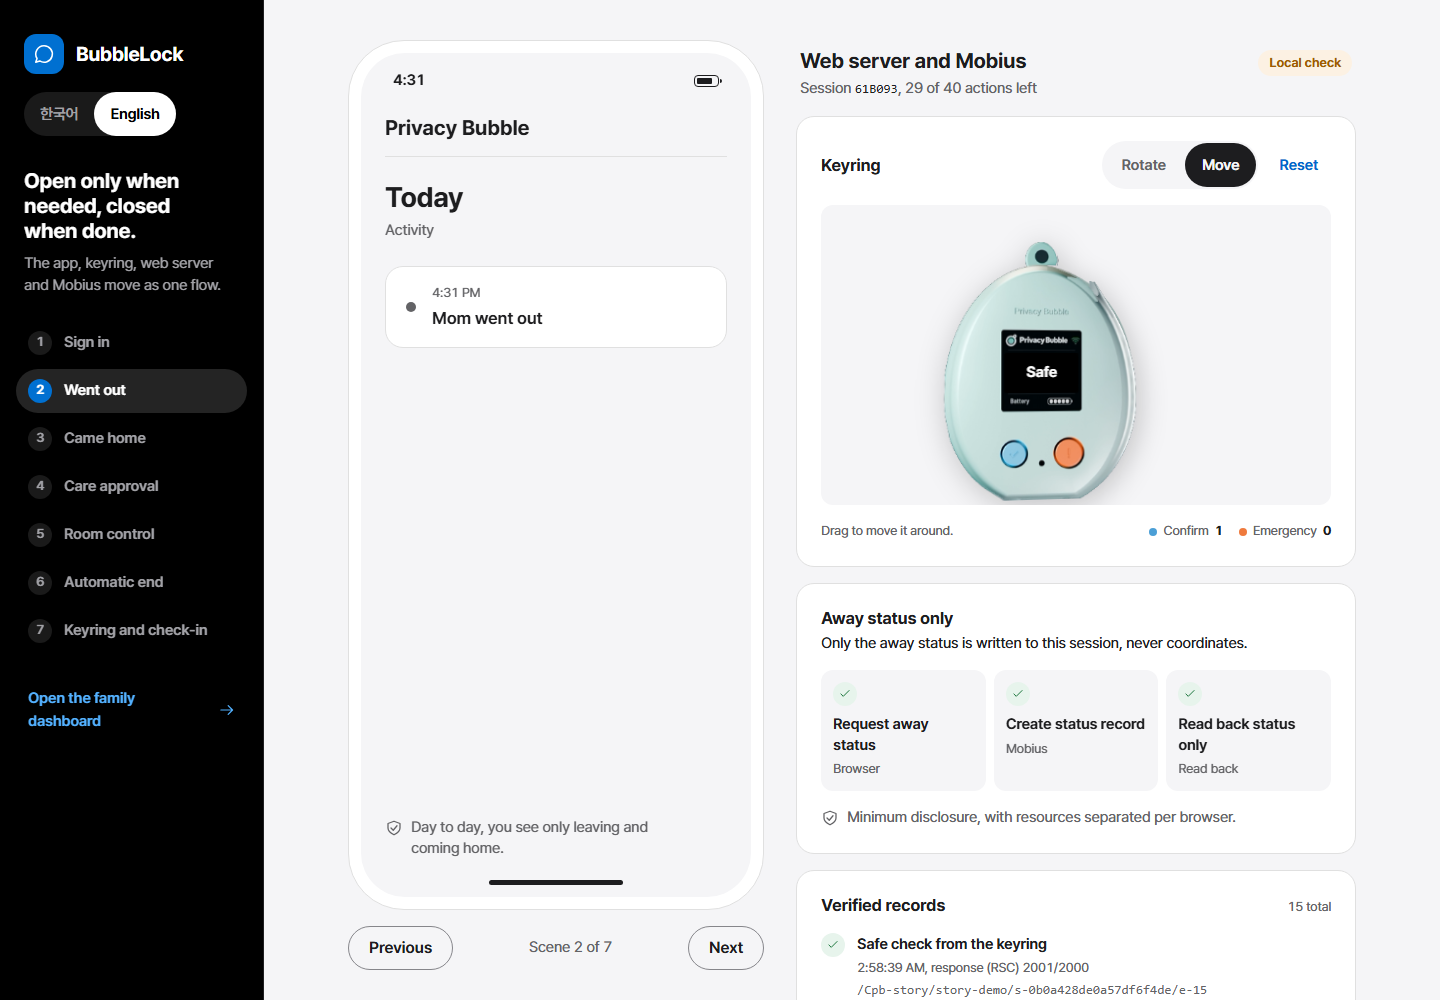 BubbleLock
한국어 English
Open only when
needed, closed
when done.
The app, keyring, web server
and Mobius move as one flow.
1 Sign in
2 Went out
3 Came home
4 Care approval
5 Room control
6 Automatic end
7 Keyring and check-in
Open the family
dashboard
4:31
Privacy Bubble
Today
Activity
4:31 PM
Mom went out
Day to day, you see only leaving and
coming home.
Previous
Scene 2 of 7
Next
Web server and Mobius
Local check
Session 61B093, 29 of 40 actions left
Keyring
Rotate Move Reset
Privacy Bubble
Privacy Bubble
Safe
Battery
Drag to move it around.
Confirm 1 Emergency 0
Away status only
Only the away status is written to this session, never coordinates.
Request away
status
Browser
Create status record
Mobius
Read back status
only
Read back
Minimum disclosure, with resources separated per browser.
Verified records
15 total
Safe check from the keyring
2:58:39 AM, response (RSC) 2001/2000
/Cpb-story/story-demo/s-0b0a428de0a57df6f4de/e-15